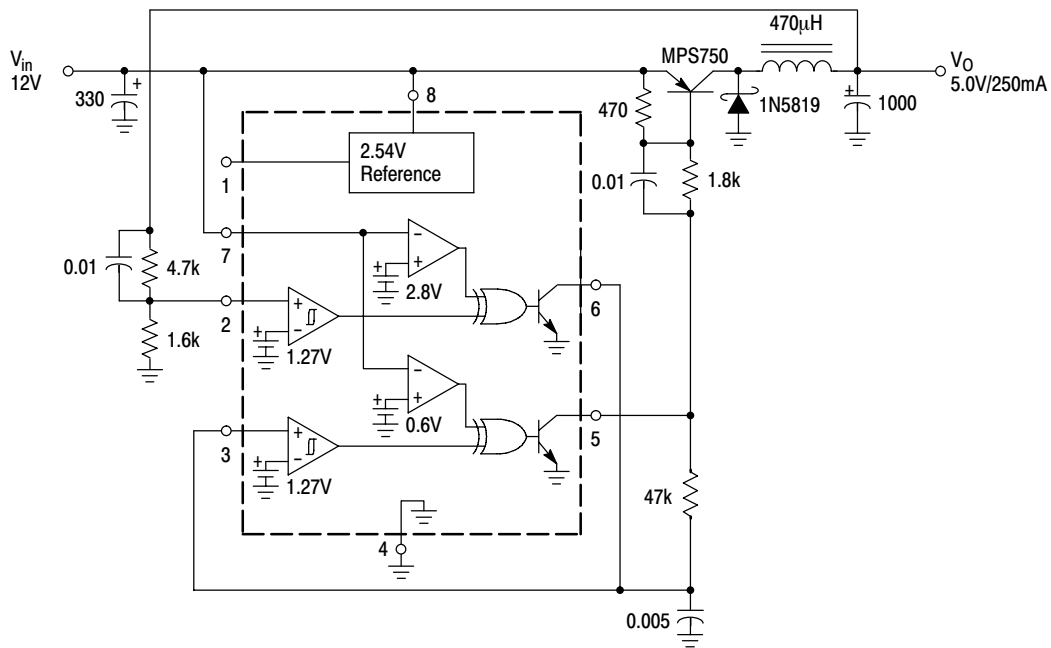 470μH
MPS750
Vin
12V
VO
5.0V/250mA
330
8
470
1N5819
1000
2.54V
Reference
1
0.01
1.8k
7
0.01
4.7k
2.8V
6
2
1.6k
1.27V
0.6V
5
3
1.27V
47k
4
0.005